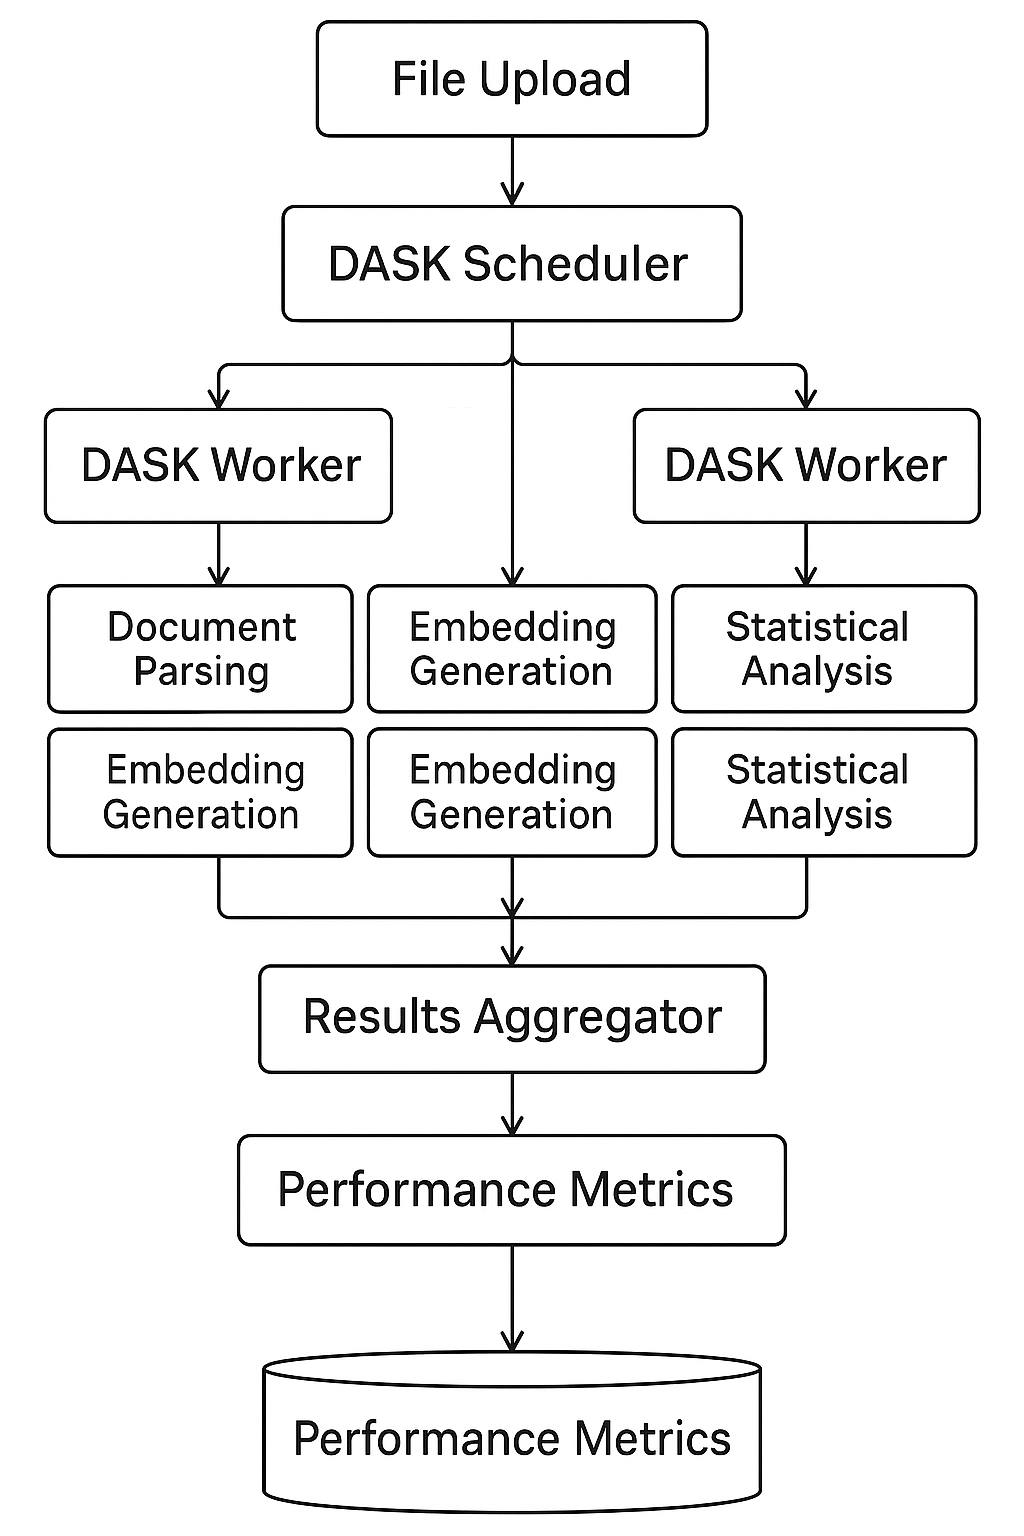 File Upload
DASK Scheduler
DASK Worker
DASK Worker
Document
Parsing
Embedding
Generation
Statistical
Analysis
Embedding
Generation
Embedding
Generation
Statistical
Analysis
Results Aggregator
Performance Metrics
Performance Metrics